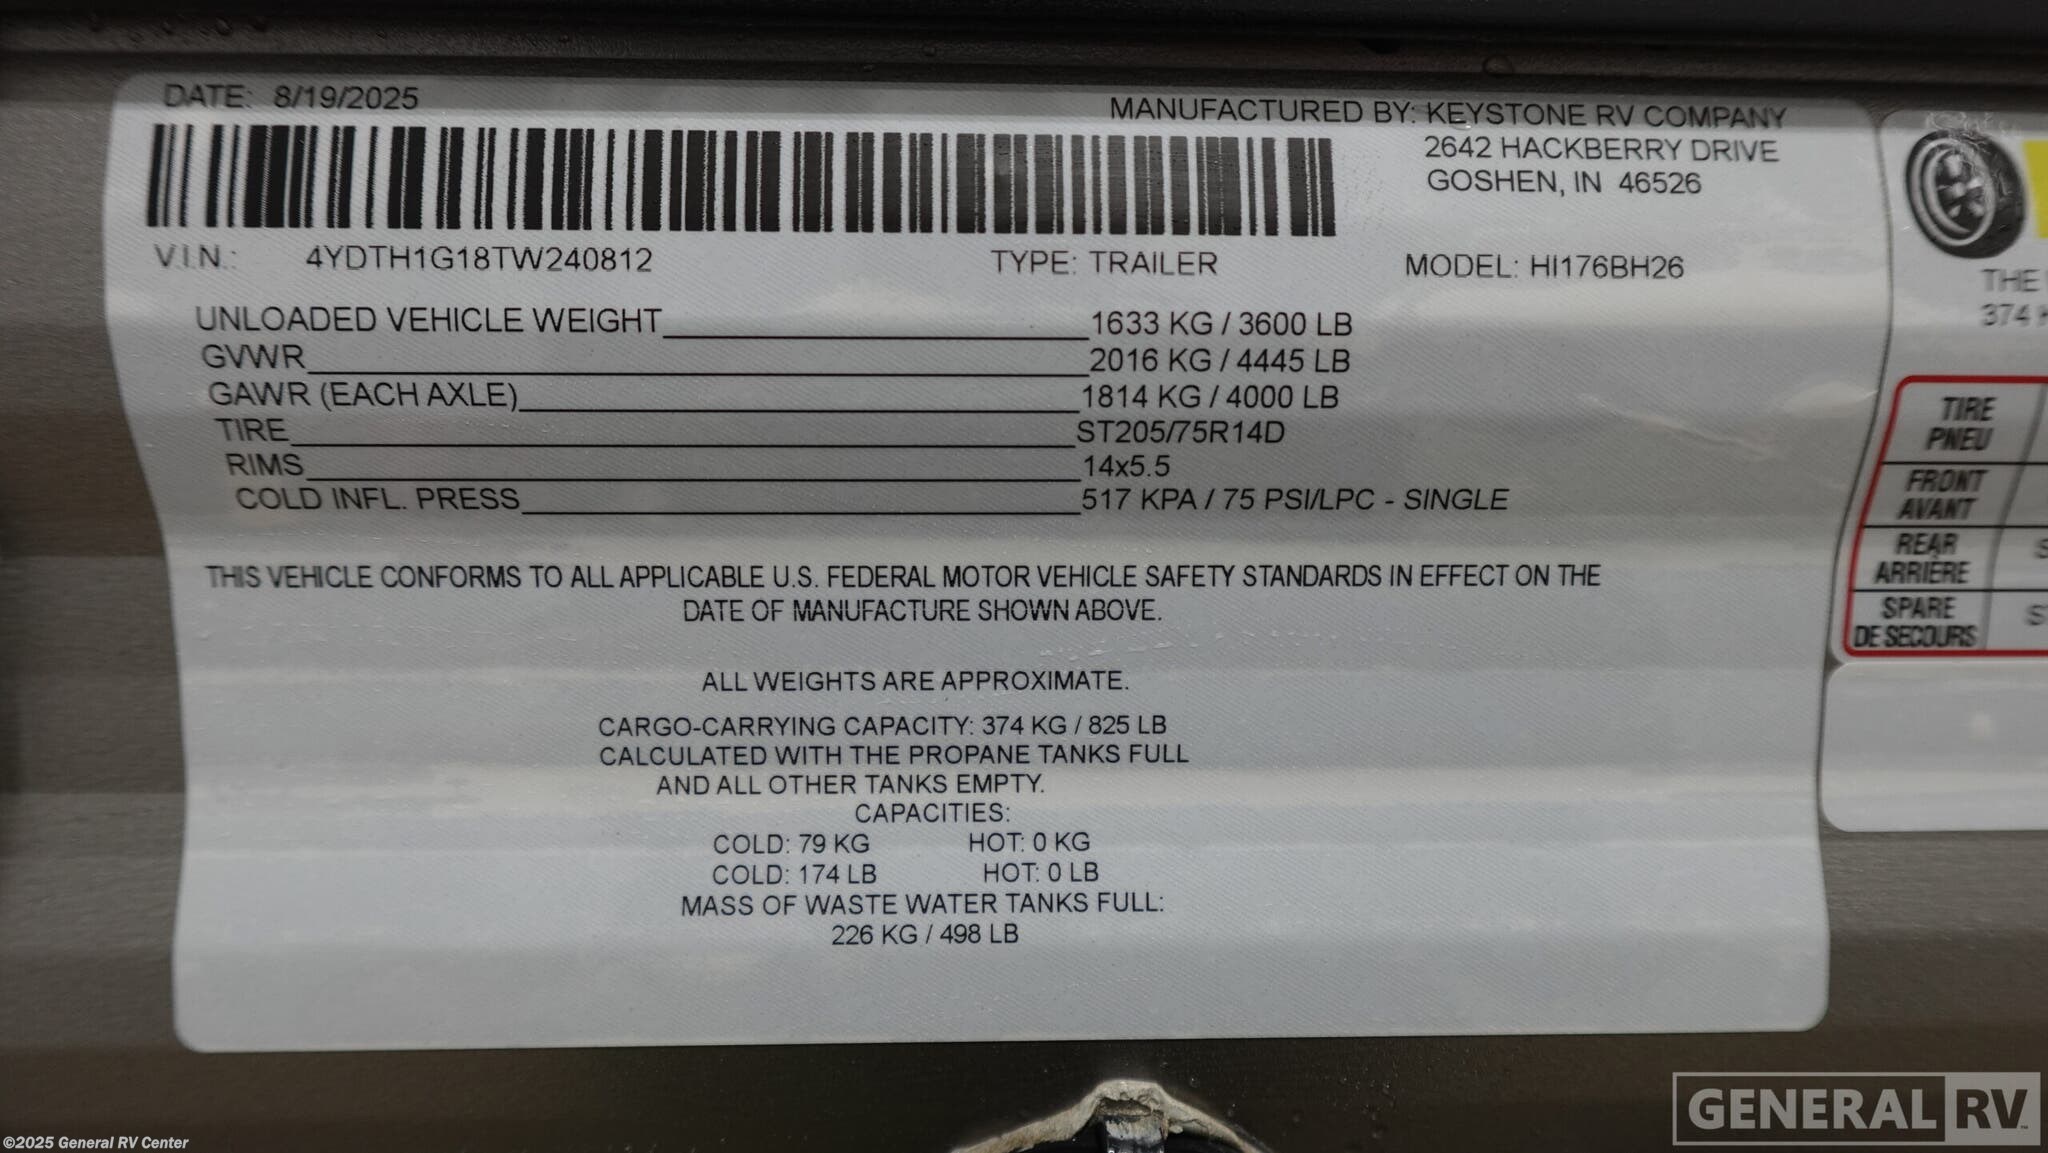 DATE: 8/19/2025
MANUFACTURED BY: KEYSTONE RV COMPANY
2642 HACKBERRY DRIVE
GOSHEN, IN 46526
V.I.N.: 4YDTH1G18TW240812 TYPE: TRAILER MODEL: HI176BH26
UNLOADED VEHICLE WEIGHT 1633 KG / 3600 LB
GVWR 2016 KG / 4445 LB
GAWR (EACH AXLE) 1814 KG / 4000 LB
TIRE ST205/75R14D
RIMS 14x5.5
COLD INFL. PRESS 517 KPA / 75 PSI/LPC - SINGLE
THIS VEHICLE CONFORMS TO ALL APPLICABLE U.S. FEDERAL MOTOR VEHICLE SAFETY STANDARDS IN EFFECT ON THE
DATE OF MANUFACTURE SHOWN ABOVE.
ALL WEIGHTS ARE APPROXIMATE.
CARGO-CARRYING CAPACITY: 374 KG / 825 LB
CALCULATED WITH THE PROPANE TANKS FULL
AND ALL OTHER TANKS EMPTY.
CAPACITIES:
COLD: 79 KG HOT: 0 KG
COLD: 174 LB HOT: 0 LB
MASS OF WASTE WATER TANKS FULL:
226 KG / 498 LB
THE
374
TIRE
PNEU
FRONT
AVANT
REAR
ARRIÈRE
SPARE
DE SECOURS
GENERAL RV
©2025 General RV Center